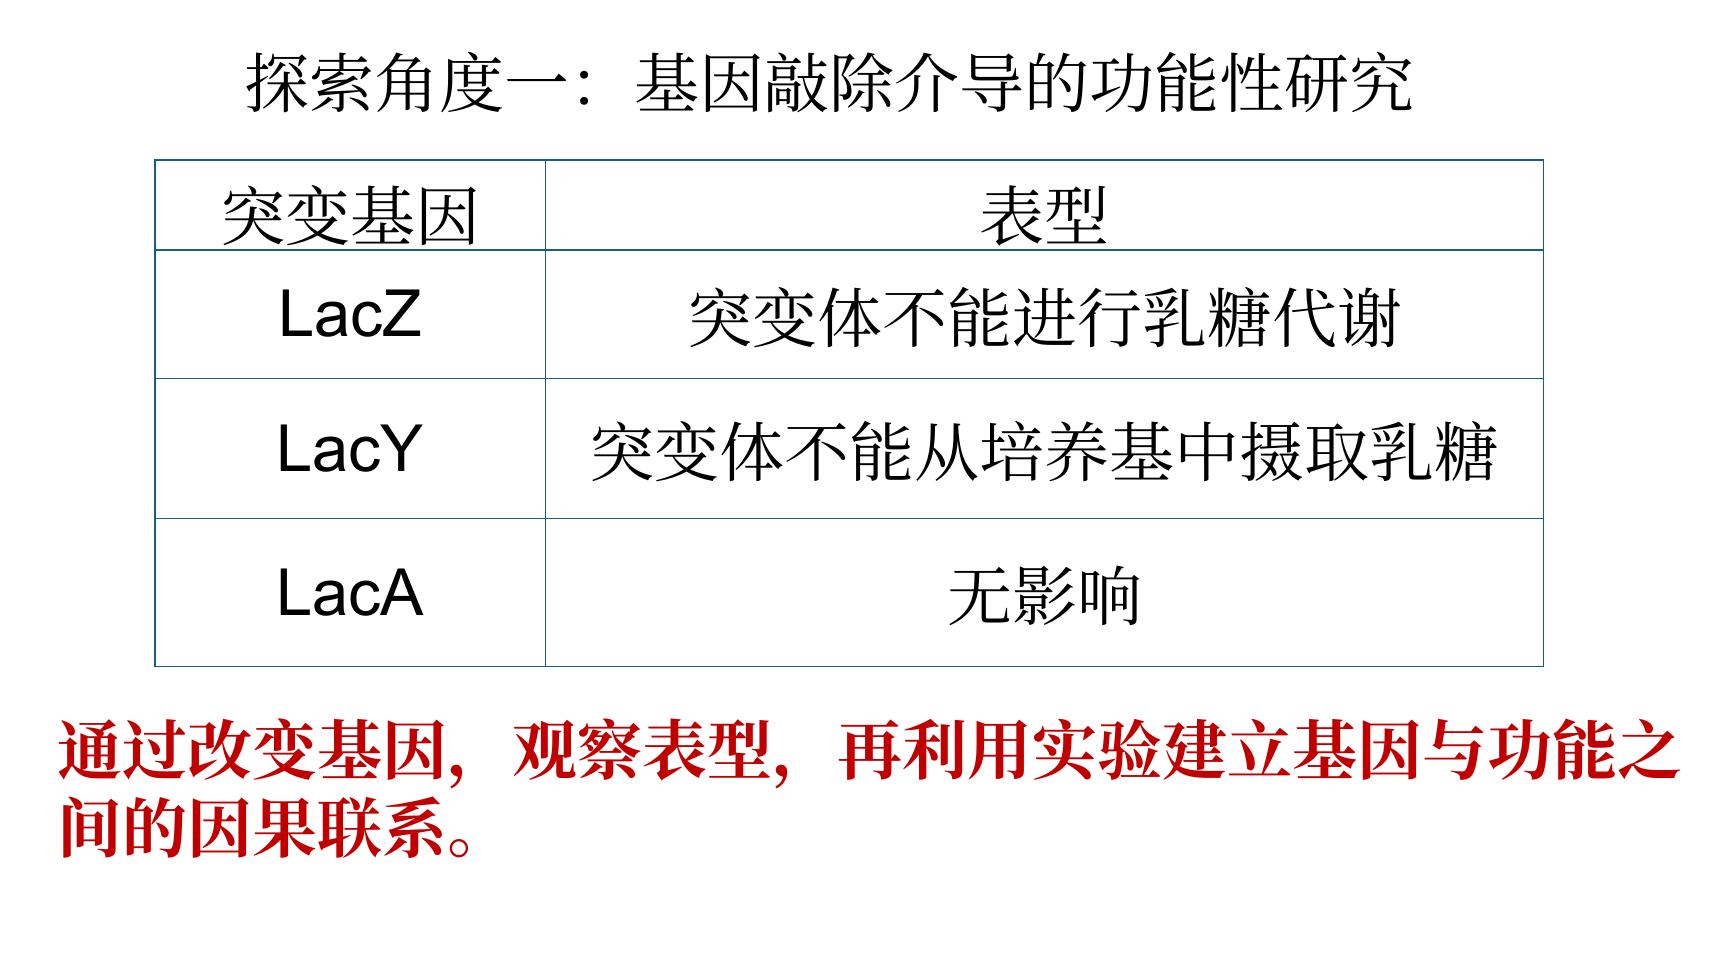 探索角度一：基因敲除介导的功能性研究
突变基因 表型
LacZ 突变体不能进行乳糖代谢
LacY 突变体不能从培养基中摄取乳糖
LacA 无影响
通过改变基因，观察表型，再利用实验建立基因与功能之
间的因果联系。